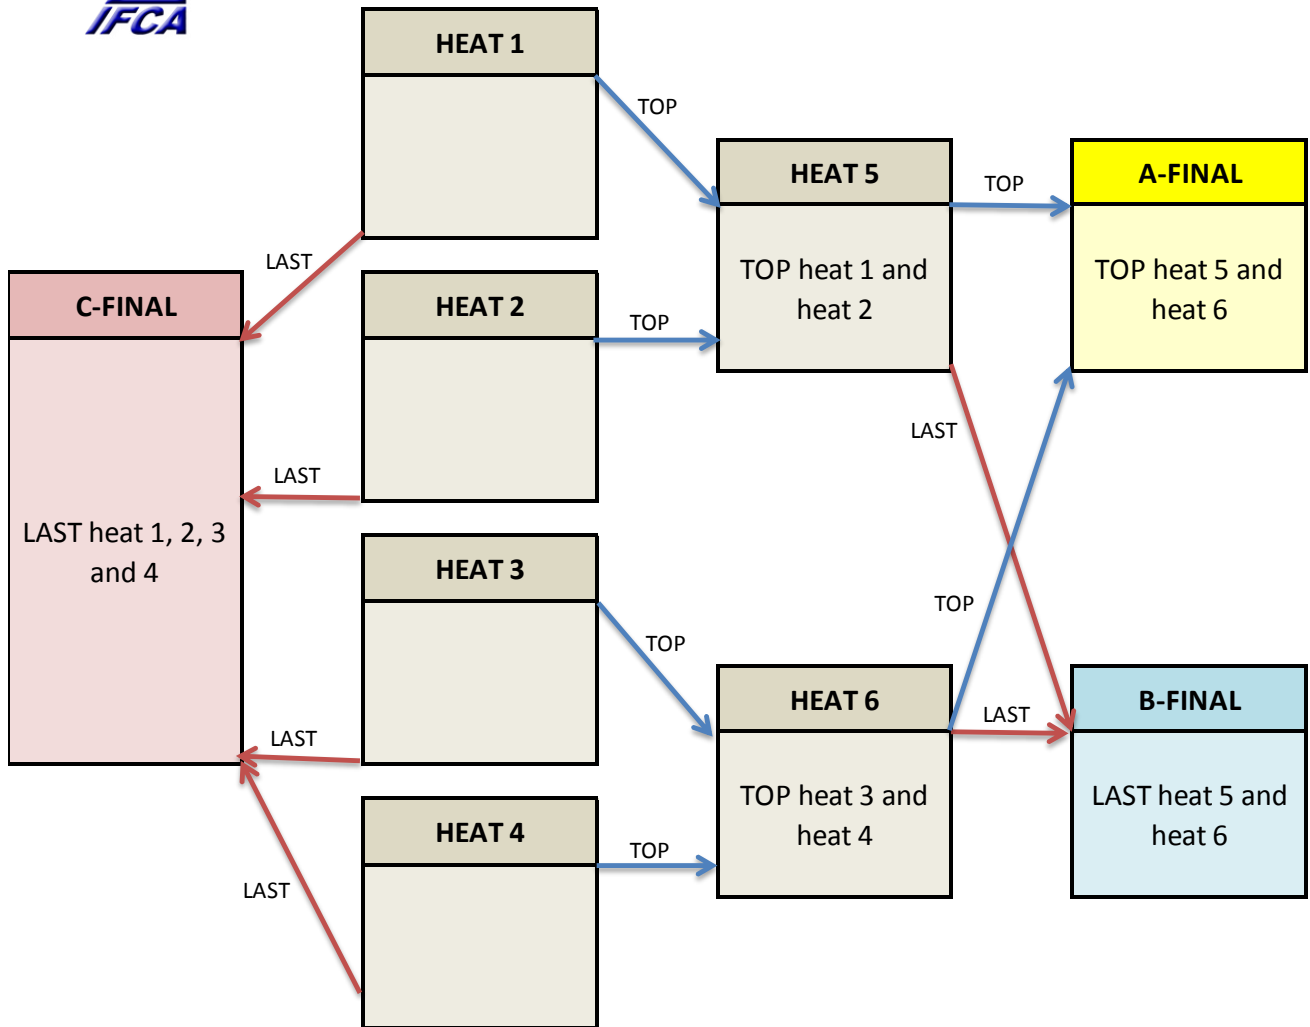 IFCA
HEAT 1
TOP
HEAT 5
TOP
A-FINAL
TOP heat 1 and
heat 2
TOP heat 5 and
heat 6
LAST
C-FINAL
HEAT 2
TOP
LAST
LAST
LAST heat 1, 2, 3
and 4
HEAT 3
TOP
TOP
HEAT 6
LAST
B-FINAL
LAST
TOP heat 3 and
heat 4
LAST heat 5 and
heat 6
HEAT 4
TOP
LAST